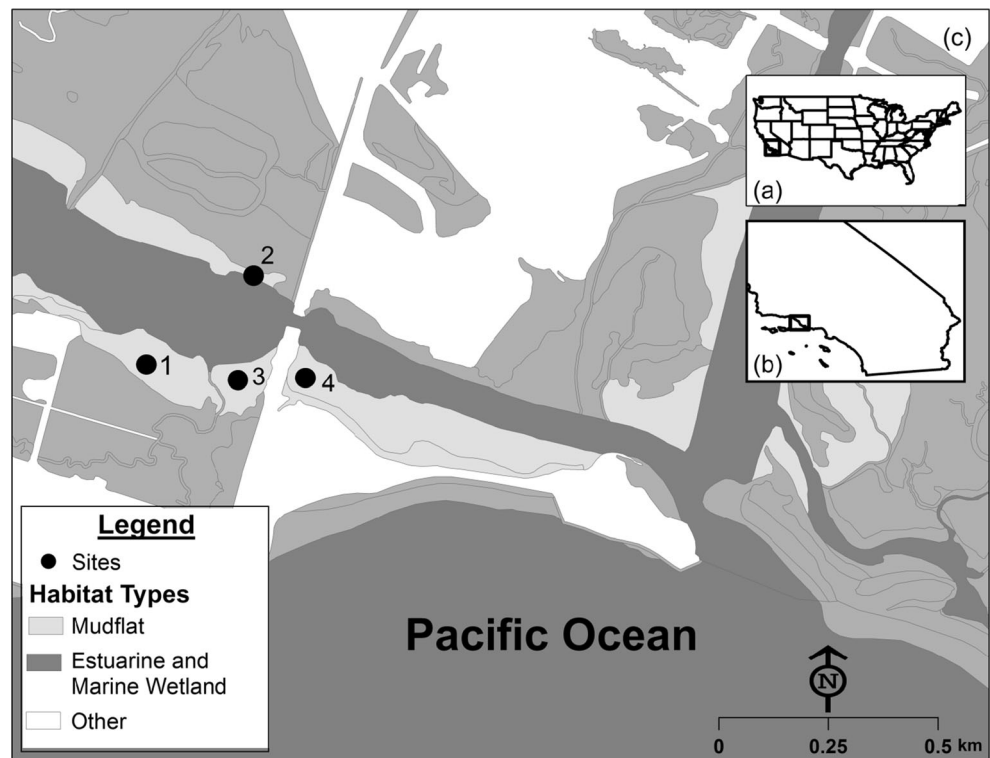 (c)
(a)
(b)
2
1
3
4
Legend
Sites
Habitat Types
Mudflat
Estuarine and
Marine Wetland
Other
Pacific Ocean
N
0 0.25 0.5 km